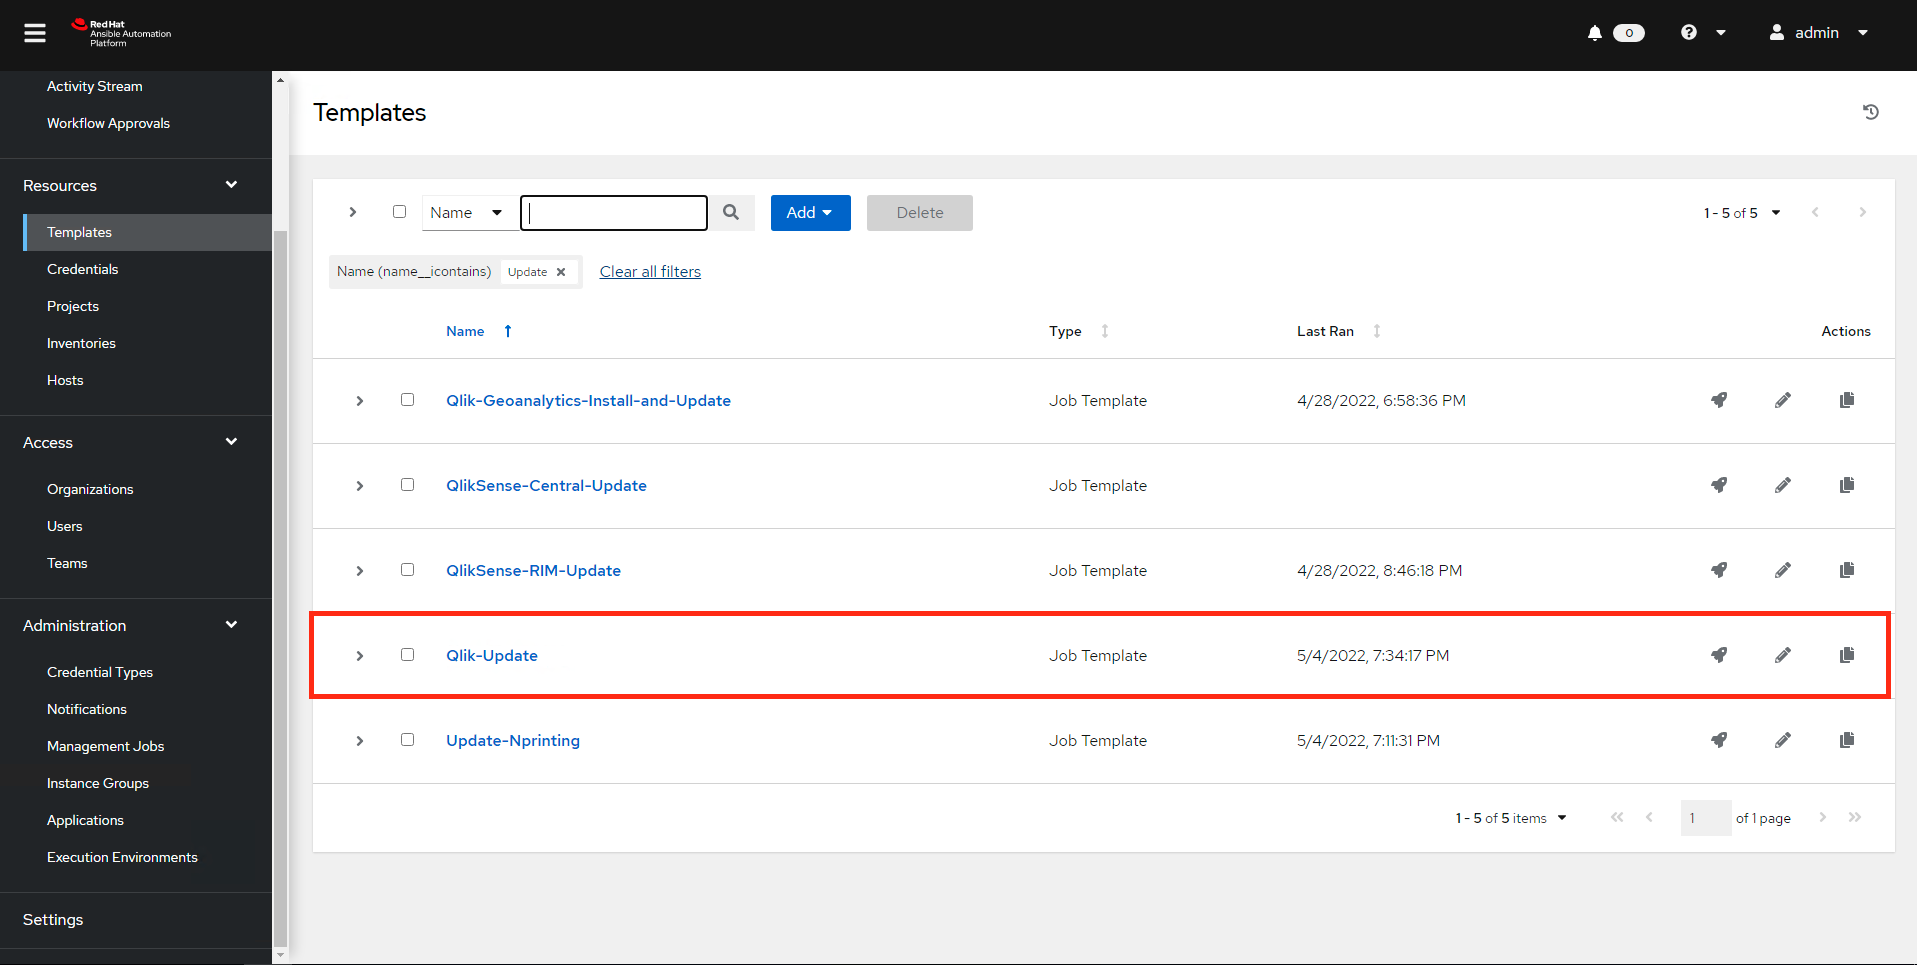 Red Hat
Ansible Automation
Platform
0
admin
Activity Stream
Workflow Approvals
Resources
Templates
Credentials
Projects
Inventories
Hosts
Access
Organizations
Users
Teams
Administration
Credential Types
Notifications
Management Jobs
Instance Groups
Applications
Execution Environments
Settings
Templates
Name Add Delete 1 - 5 of 5
Name (name__icontains) Update Clear all filters
Name Type Last Ran Actions
Qlik-Geoanalytics-Install-and-Update Job Template 4/28/2022, 6:58:36 PM
QlikSense-Central-Update Job Template
QlikSense-RIM-Update Job Template 4/28/2022, 8:46:18 PM
Qlik-Update Job Template 5/4/2022, 7:34:17 PM
Update-Nprinting Job Template 5/4/2022, 7:11:31 PM
1 - 5 of 5 items 1 of 1 page